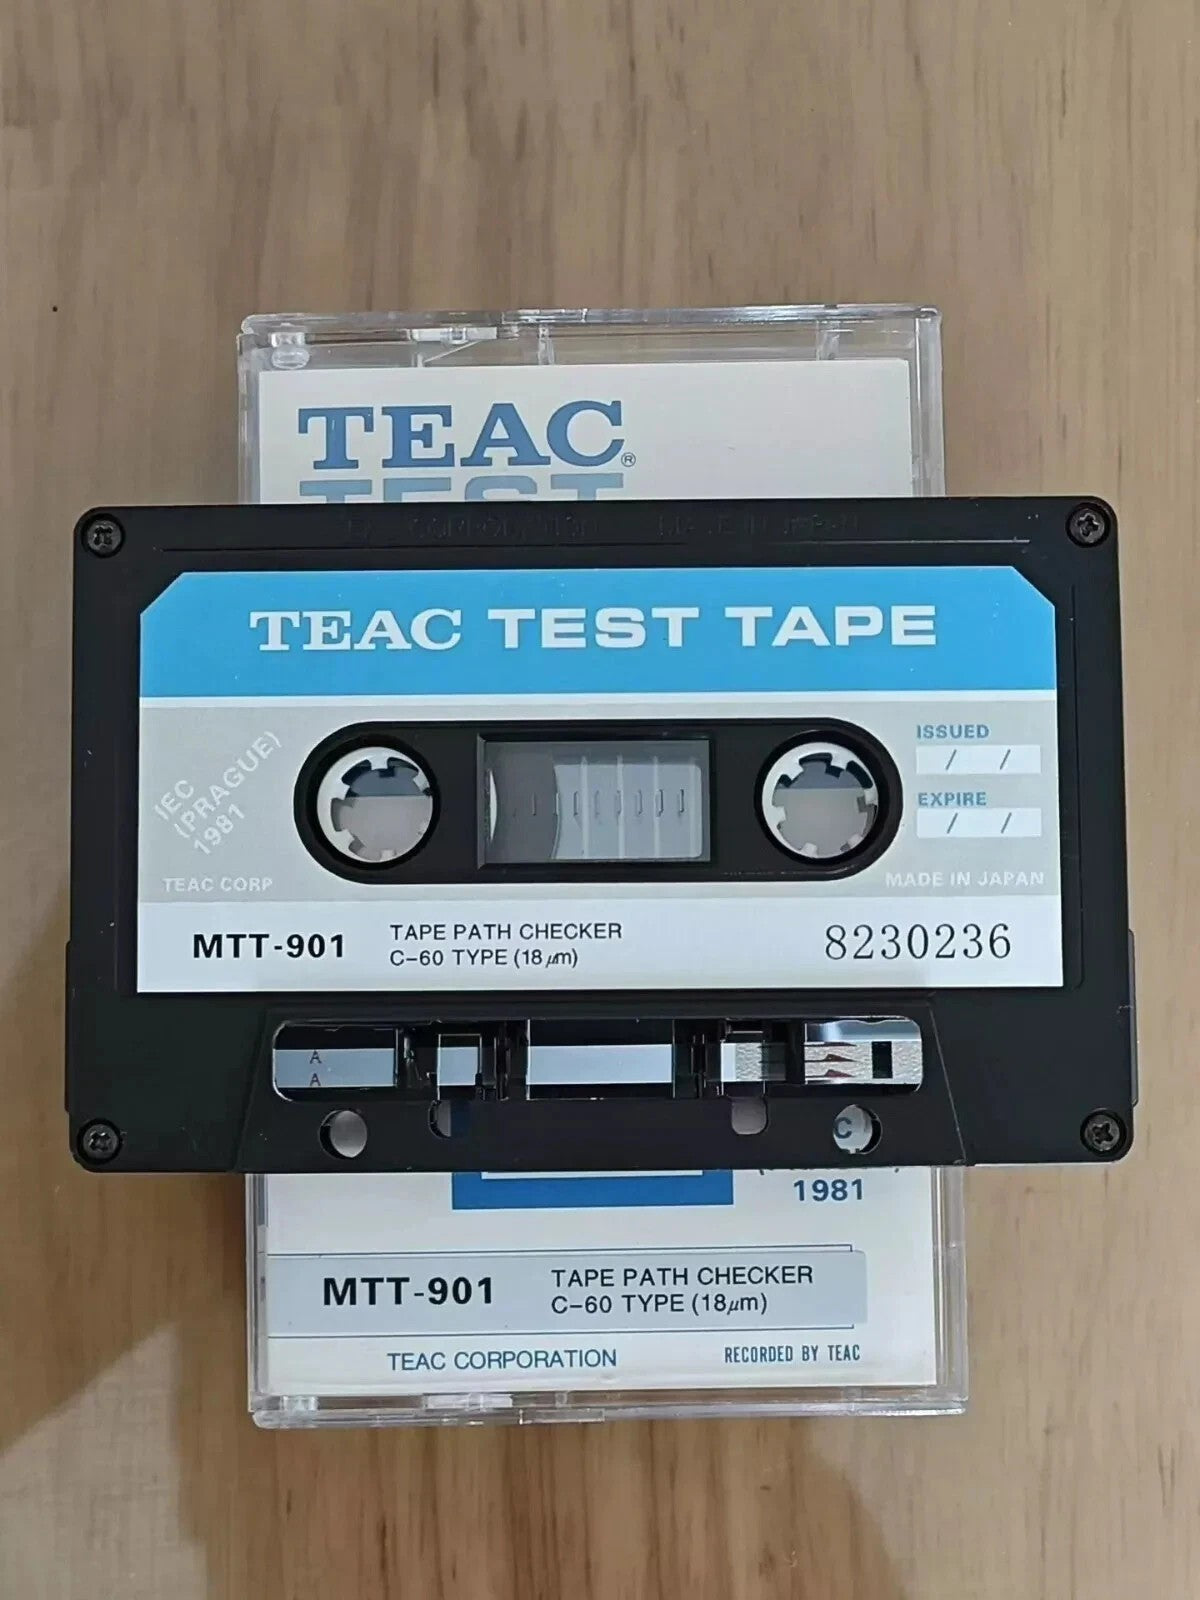 TEAC®
TEST
TEAC TEST TAPE
IEC
(PRAGUE)
1981
TEAC CORP
ISSUED
/ /
EXPIRE
/ /
MADE IN JAPAN
MTT-901
TAPE PATH CHECKER
C-60 TYPE (18μm)
8230236
A
A
C
1981
MTT-901
TAPE PATH CHECKER
C-60 TYPE (18μm)
TEAC CORPORATION
RECORDED BY TEAC